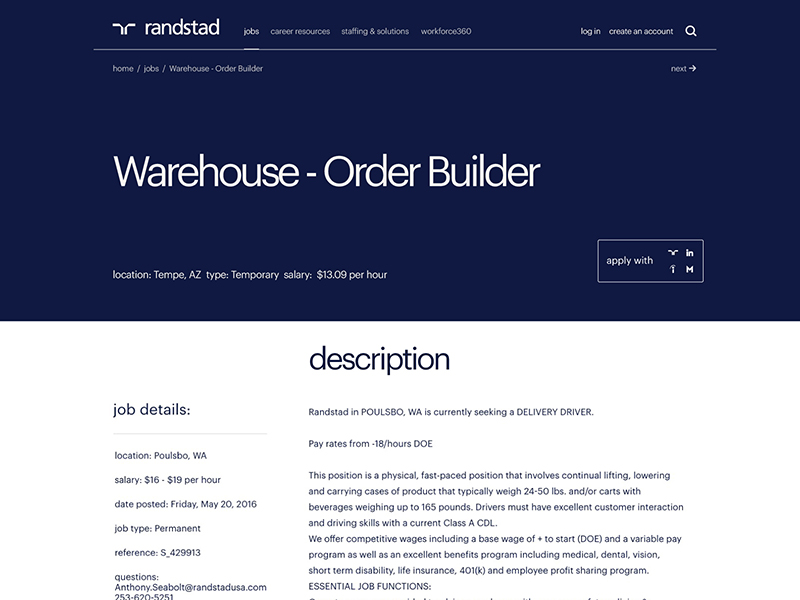 randstad
jobs career resources staffing & solutions workforce360 log in create an account
home / jobs / Warehouse - Order Builder next
Warehouse - Order Builder
location: Tempe, AZ type: Temporary salary: $13.09 per hour
apply with
description
job details:
location: Poulsbo, WA
salary: $16 - $19 per hour
date posted: Friday, May 20, 2016
job type: Permanent
reference: S_429913
questions:
Anthony.Seabolt@randstadusa.com
253-620-5251
Randstad in POULSBO, WA is currently seeking a DELIVERY DRIVER.
Pay rates from -18/hours DOE
This position is a physical, fast-paced position that involves continual lifting, lowering
and carrying cases of product that typically weigh 24-50 lbs. and/or carts with
beverages weighing up to 165 pounds. Drivers must have excellent customer interaction
and driving skills with a current Class A CDL.
We offer competitive wages including a base wage of + to start (DOE) and a variable pay
program as well as an excellent benefits program including medical, dental, vision,
short term disability, life insurance, 401(k) and employee profit sharing program.
ESSENTIAL JOB FUNCTIONS: